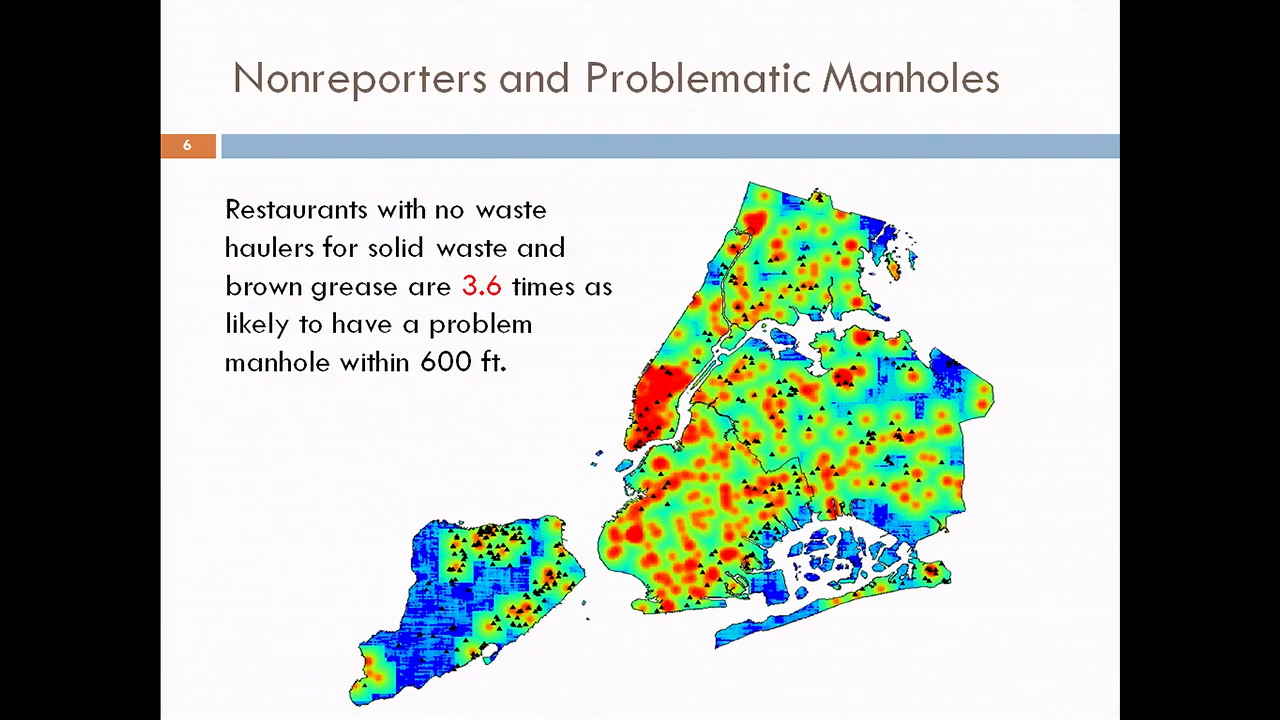 Nonreporters and Problematic Manholes
6
Restaurants with no waste
haulers for solid waste and
brown grease are 3.6 times as
likely to have a problem
manhole within 600 ft.